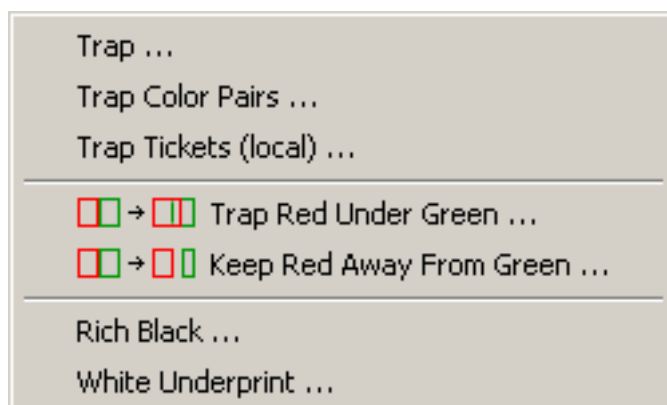 Trap ...
Trap Color Pairs ...
Trap Tickets (local) ...
Trap Red Under Green ...
Keep Red Away From Green ...
Rich Black ...
White Underprint ...